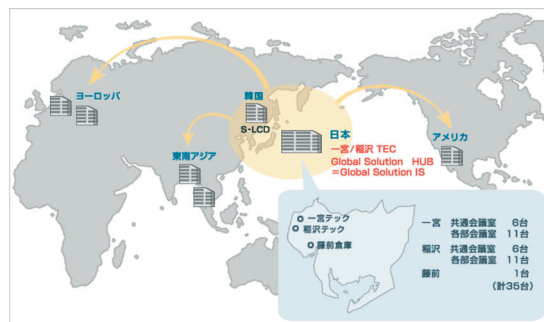 ヨーロッパ
韓国
S-LCD
日本
アメリカ
一宮/稲沢 TEC
東南アジア
Global Solution HUB
=Global Solution IS
一宮テック
稲沢テック
藤前倉庫
一宮 共通会議室 6台
各部会議室 11台
稲沢 共通会議室 6台
各部会議室 11台
藤前 1台
(計35台)